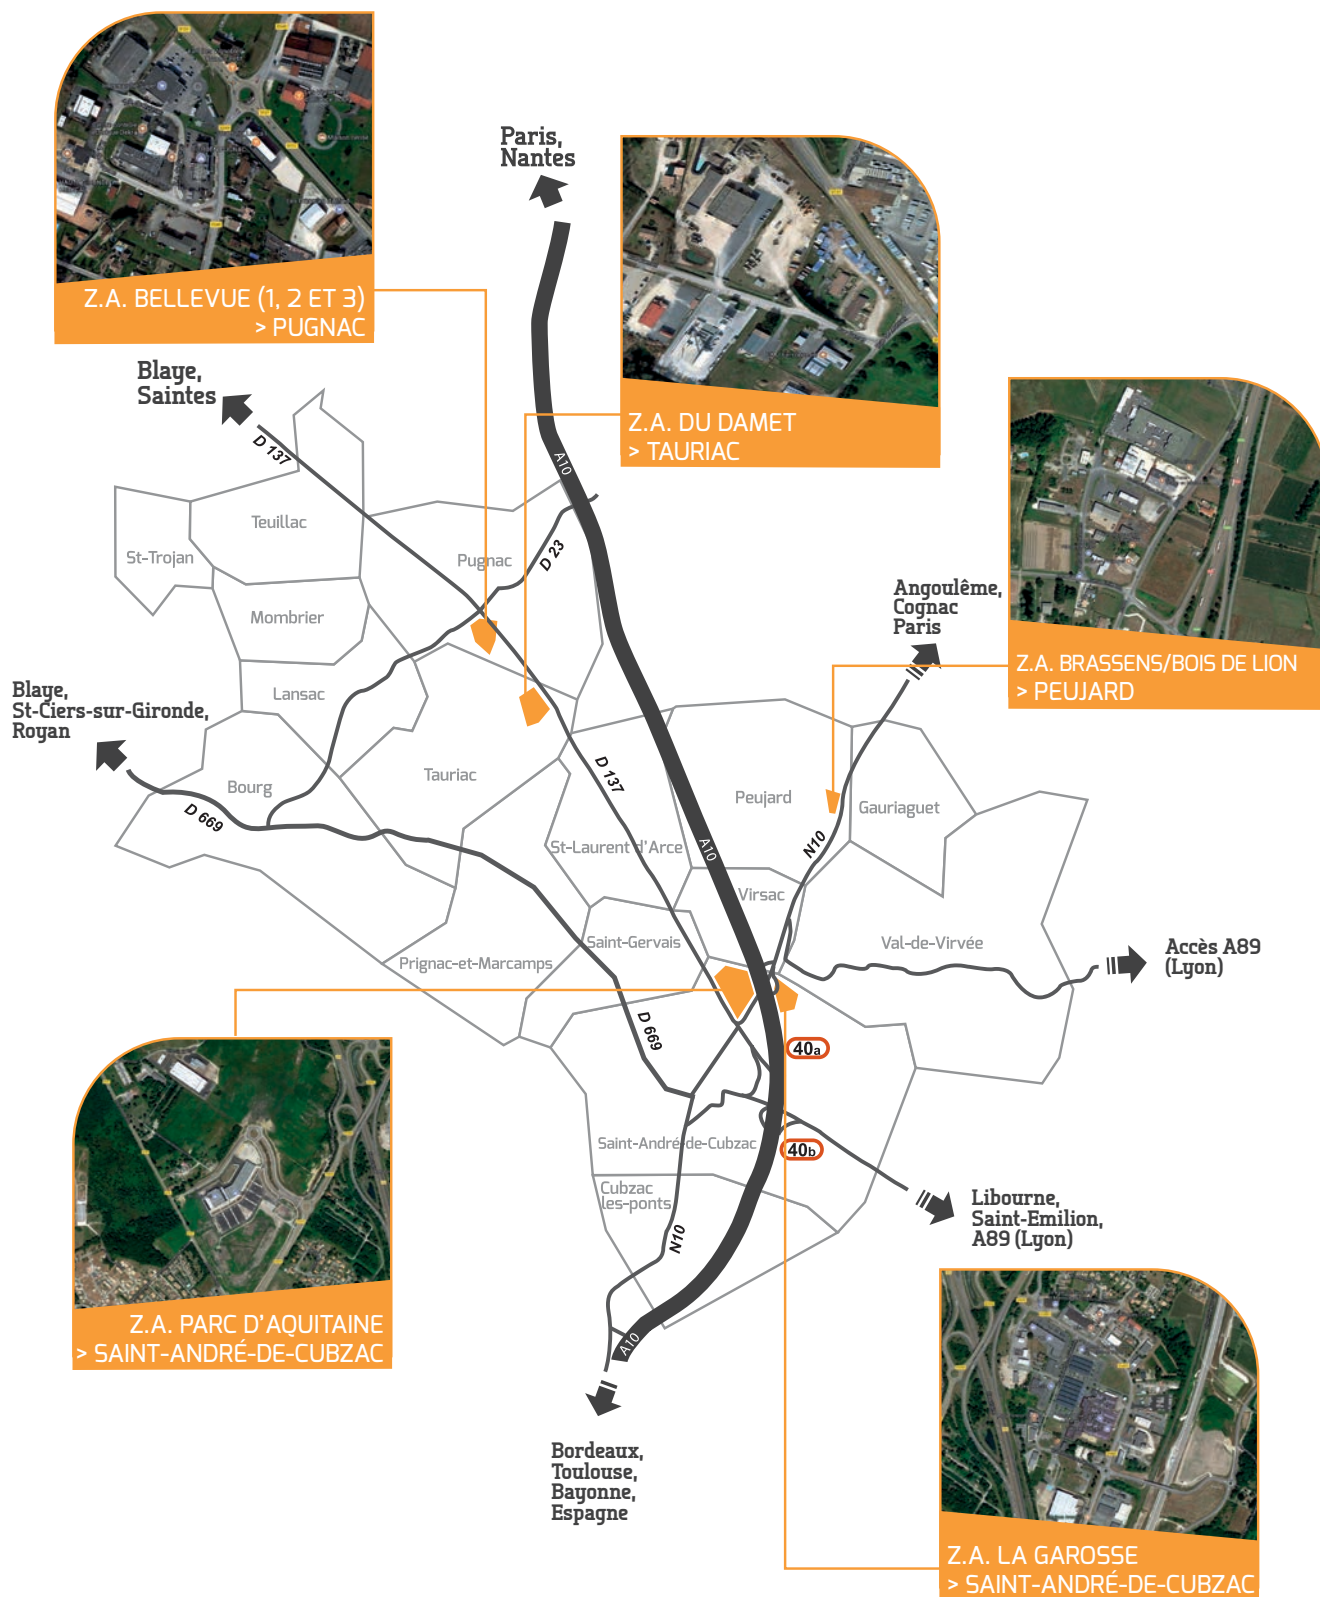 Paris,
Nantes
Z.A. BELLEVUE (1, 2 ET 3)
> PUGNAC
Z.A. DU DAMET
> TAURIAC
Blaye,
Saintes
D 137
A10
Teuillac
St-Trojan
Pugnac
D 23
Mombrier
Angoulême,
Cognac
Paris
Z.A. BRASSENS/BOIS DE LION
> PEUJARD
Lansac
Blaye,
St-Ciers-sur-Gironde,
Royan
Bourg
Tauriac
D 137
Peujard
Gauriaguet
D 669
St-Laurent d'Arce
A10
N10
Virsac
Saint-Gervais
Val-de-Virvée
Accès A89
(Lyon)
Prignac-et-Marcamps
D 669
40a
Saint-André-de-Cubzac
40b
Cubzac
les-ponts
Libourne,
Saint-Emilion,
A89 (Lyon)
N10
Z.A. PARC D'AQUITAINE
> SAINT-ANDRÉ-DE-CUBZAC
A10
Bordeaux,
Toulouse,
Bayonne,
Espagne
Z.A. LA GAROSSE
> SAINT-ANDRÉ-DE-CUBZAC